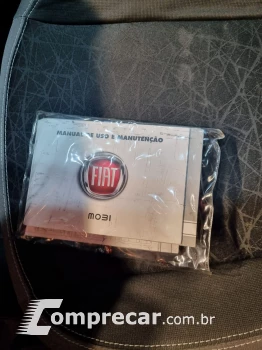 MANUAL DE USO E MANUTENÇÃO
FIAT
MOBI
Comprecar.com.br